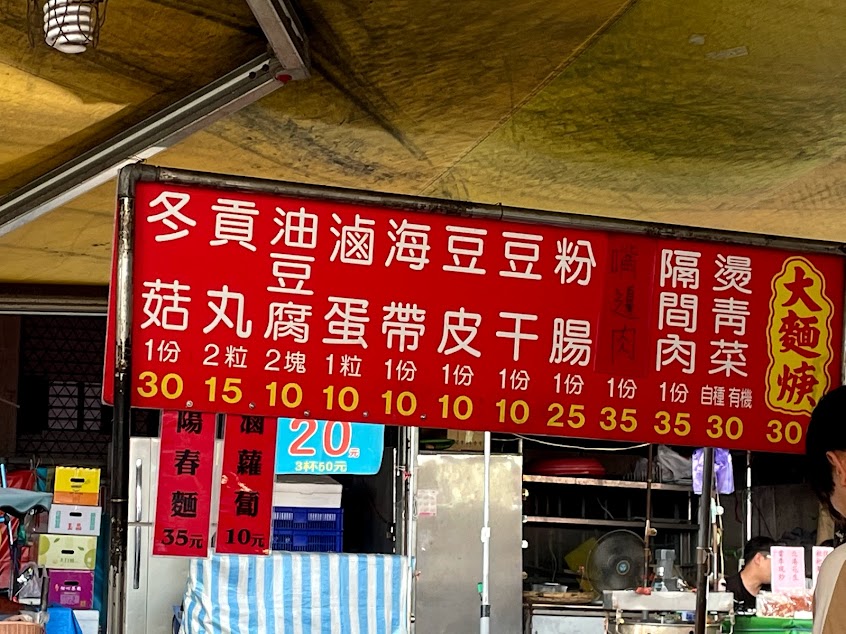 大麵焿 30
燙青菜 自種 有機 30
隔間肉 1份 35
嘴邊肉 1份 35
粉腸 1份 25
豆干 1份 10
豆皮 1份 10
海帶 1份 10
滷蛋 1粒 10
油豆腐 2塊 10
貢丸 2粒 15
冬菇 1份 30
20元
3杯50元
滷蘿蔔 10元
陽春麵 35元